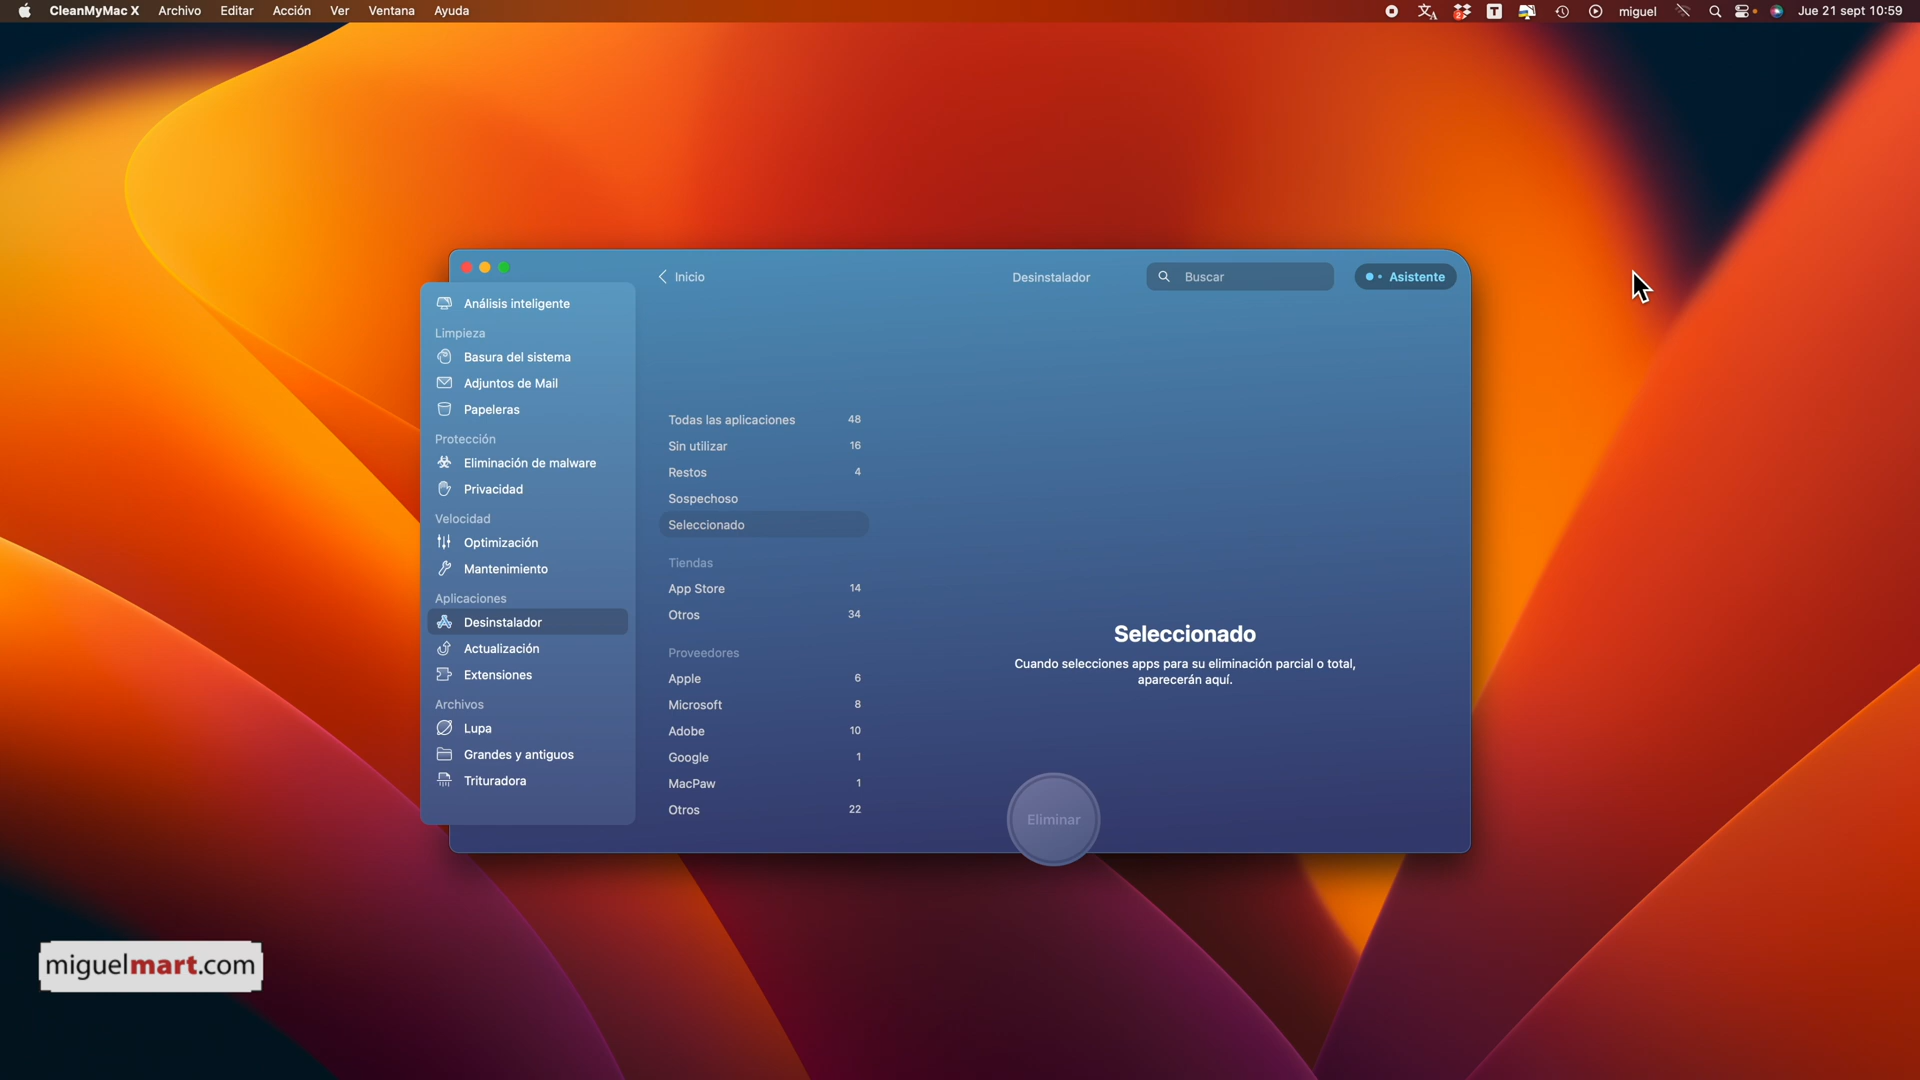 CleanMyMac X Archivo Editar Acción Ver Ventana Ayuda
2 T miguel Jue 21 sept 10:59
Inicio
Desinstalador
Buscar
Asistente
Análisis inteligente
Limpieza
Basura del sistema
Adjuntos de Mail
Papeleras
Protección
Eliminación de malware
Privacidad
Velocidad
Optimización
Mantenimiento
Aplicaciones
Desinstalador
Actualización
Extensiones
Archivos
Lupa
Grandes y antiguos
Trituradora
Todas las aplicaciones 48
Sin utilizar 16
Restos 4
Sospechoso
Seleccionado
Tiendas
App Store 14
Otros 34
Proveedores
Apple 6
Microsoft 8
Adobe 10
Google 1
MacPaw 1
Otros 22
Seleccionado
Cuando selecciones apps para su eliminación parcial o total,
aparecerán aquí.
Eliminar
miguelmart.com